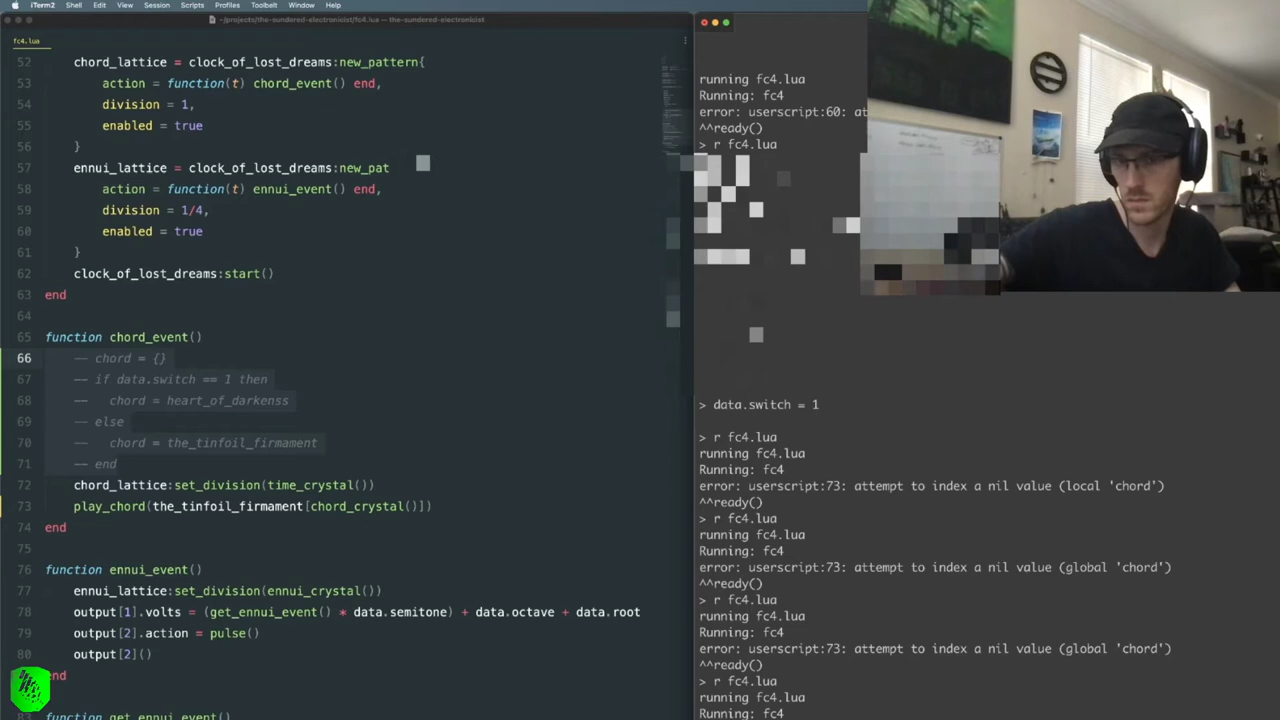 iTerm2 Shell Edit View Session Scripts Profiles Toolbelt Window Help
~/projects/the-sundered-electronicist/fc4.lua — the-sundered-electronicist
fc4.lua
52 chord_lattice = clock_of_lost_dreams:new_pattern{
53 action = function(t) chord_event() end,
54 division = 1,
55 enabled = true
56 }
57 ennui_lattice = clock_of_lost_dreams:new_pat
58 action = function(t) ennui_event() end,
59 division = 1/4,
60 enabled = true
61 }
62 clock_of_lost_dreams:start()
63 end
64
65 function chord_event()
66 -- chord = {}
67 -- if data.switch == 1 then
68 --   chord = heart_of_darkenss
69 -- else
70 --   chord = the_tinfoil_firmament
71 -- end
72 chord_lattice:set_division(time_crystal())
73 play_chord(the_tinfoil_firmament[chord_crystal()])
74 end
75
76 function ennui_event()
77 ennui_lattice:set_division(ennui_crystal())
78 output[1].volts = (get_ennui_event() * data.semitone) + data.octave + data.root
79 output[2].action = pulse()
80 output[2]()
end
function get_ennui_event()
running fc4.lua
Running: fc4
error: userscript:60: at
^^ready()
> r fc4.lua
> data.switch = 1
> r fc4.lua
running fc4.lua
Running: fc4
error: userscript:73: attempt to index a nil value (local 'chord')
^^ready()
> r fc4.lua
running fc4.lua
Running: fc4
error: userscript:73: attempt to index a nil value (global 'chord')
^^ready()
> r fc4.lua
running fc4.lua
Running: fc4
error: userscript:73: attempt to index a nil value (global 'chord')
^^ready()
> r fc4.lua
running fc4.lua
Running: fc4